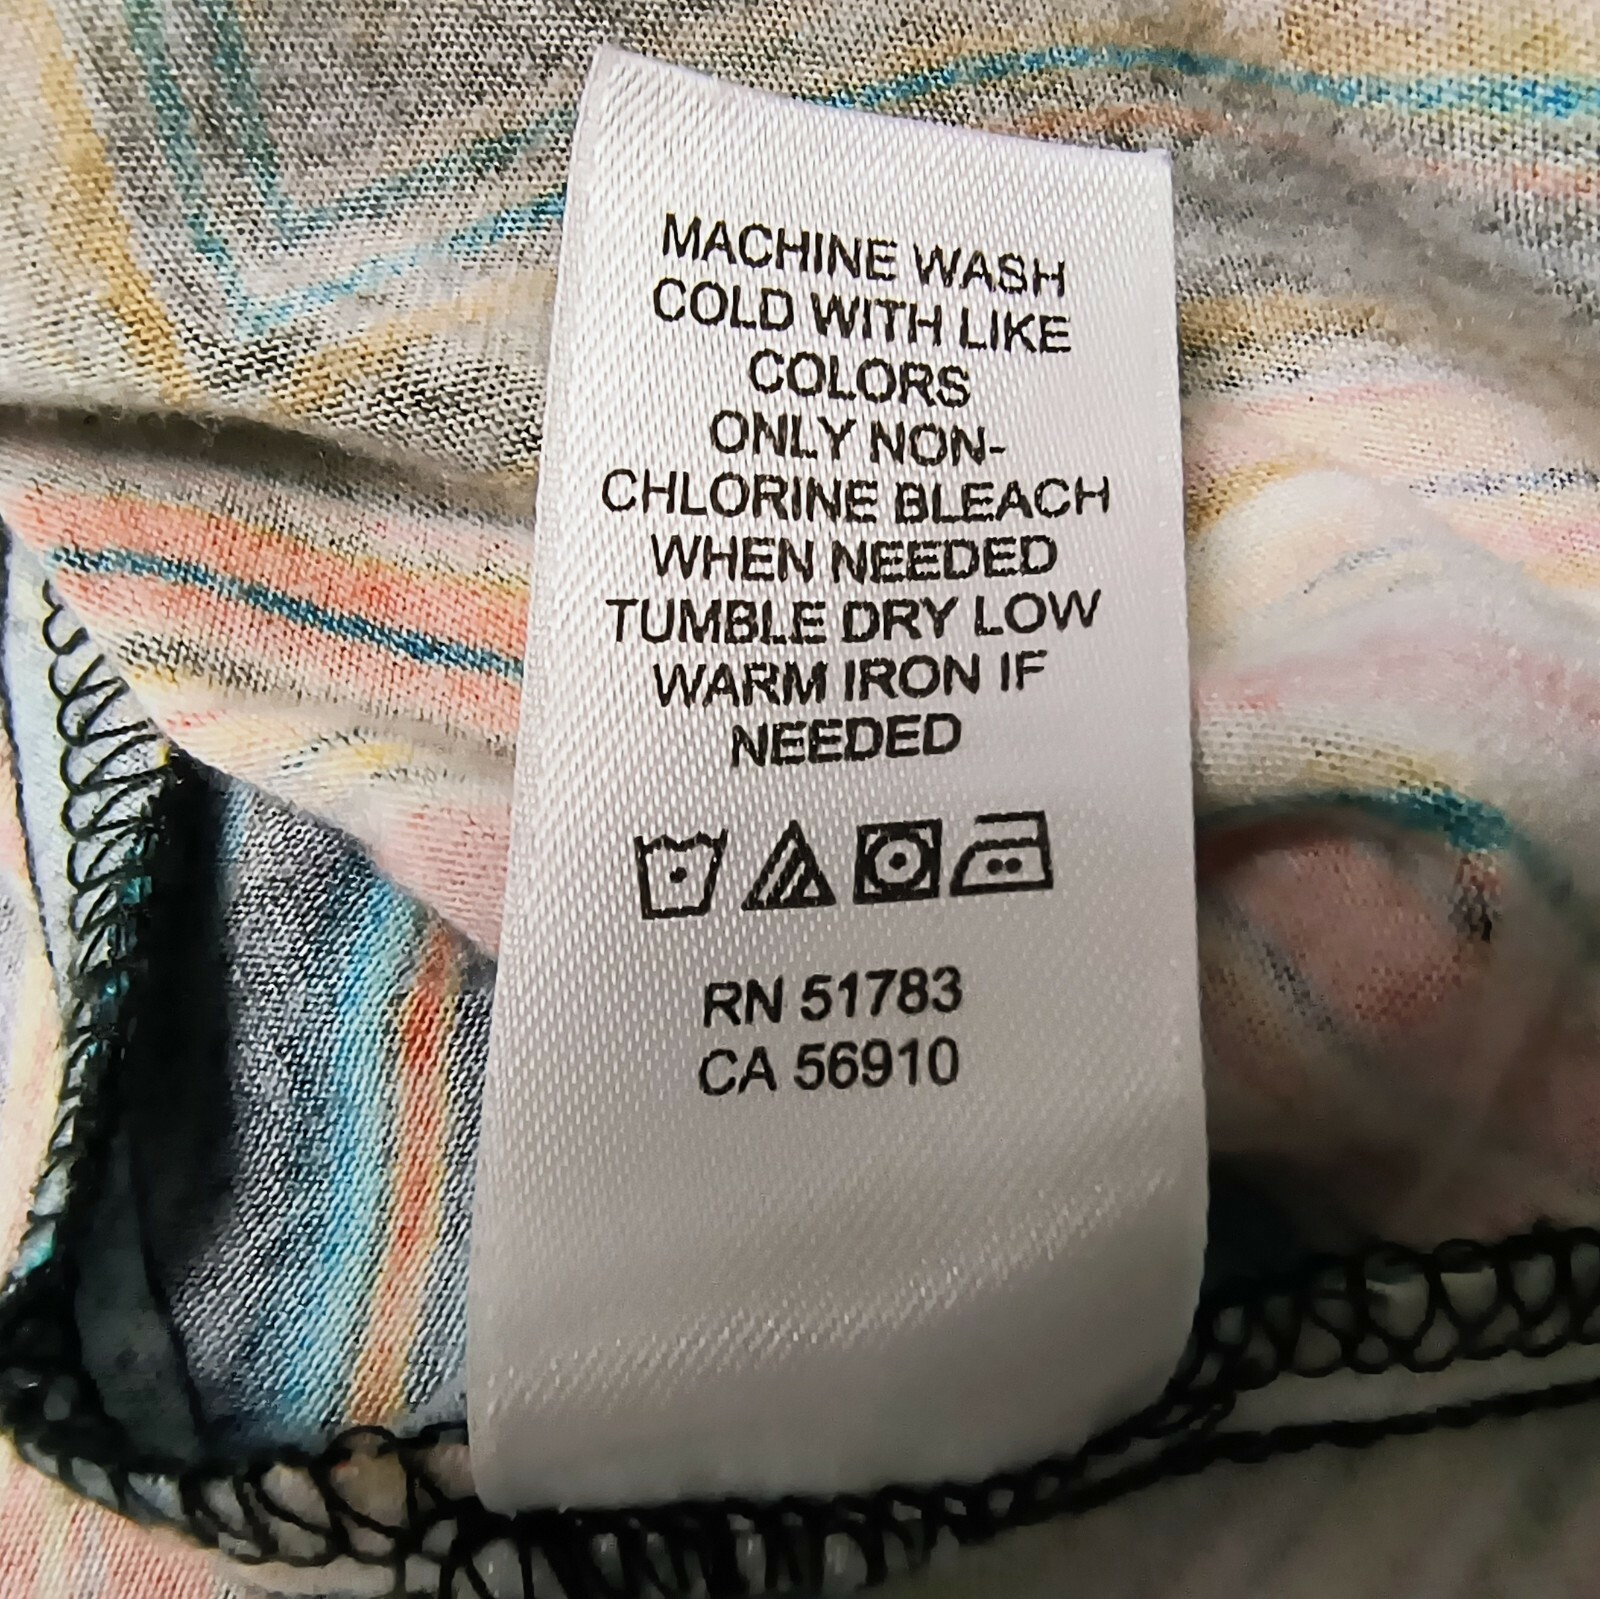 MACHINE WASH
COLD WITH LIKE
COLORS
ONLY NON-
CHLORINE BLEACH
WHEN NEEDED
TUMBLE DRY LOW
WARM IRON IF
NEEDED
RN 51783
CA 56910